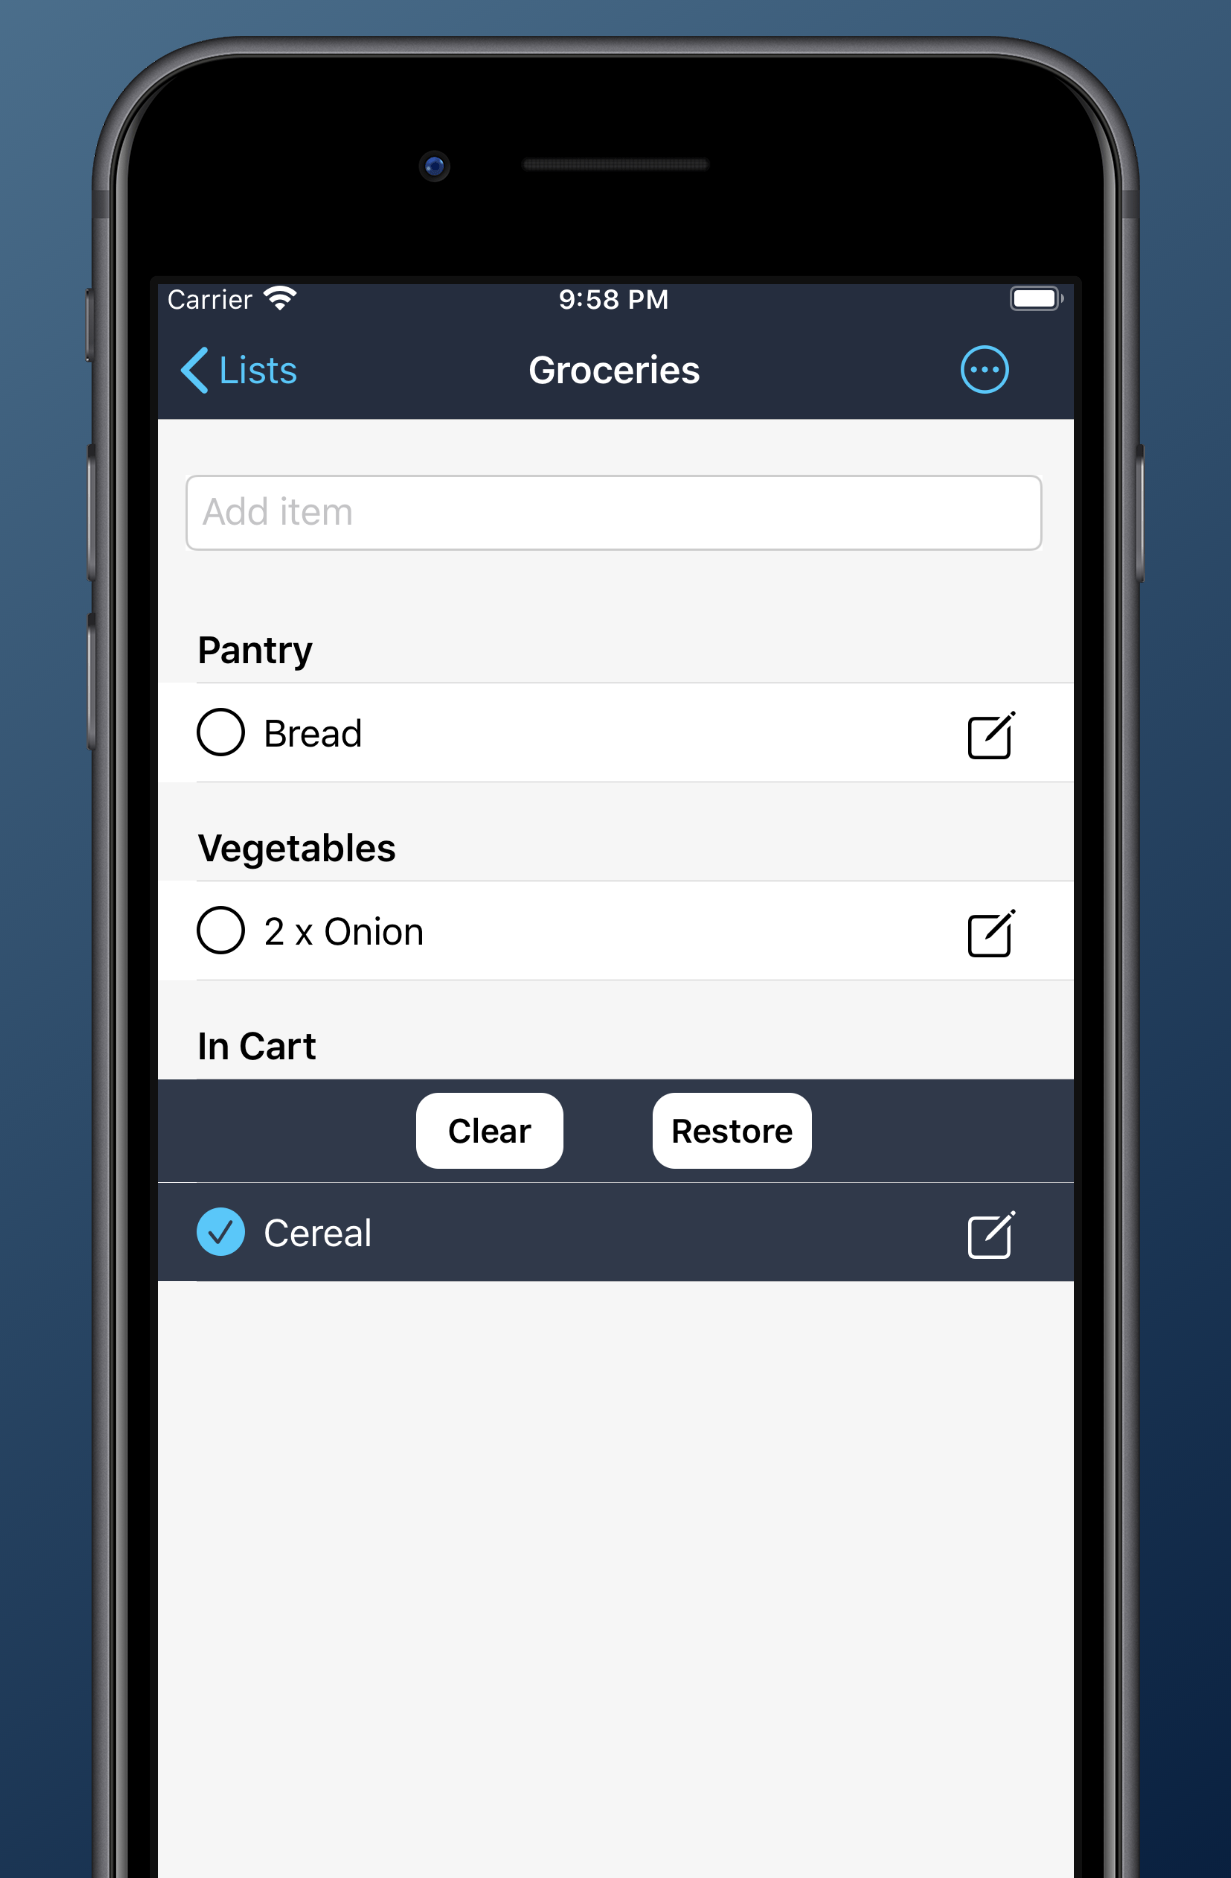 Carrier 9:58 PM
Lists Groceries
Add item
Pantry
Bread
Vegetables
2 x Onion
In Cart
Clear Restore
Cereal